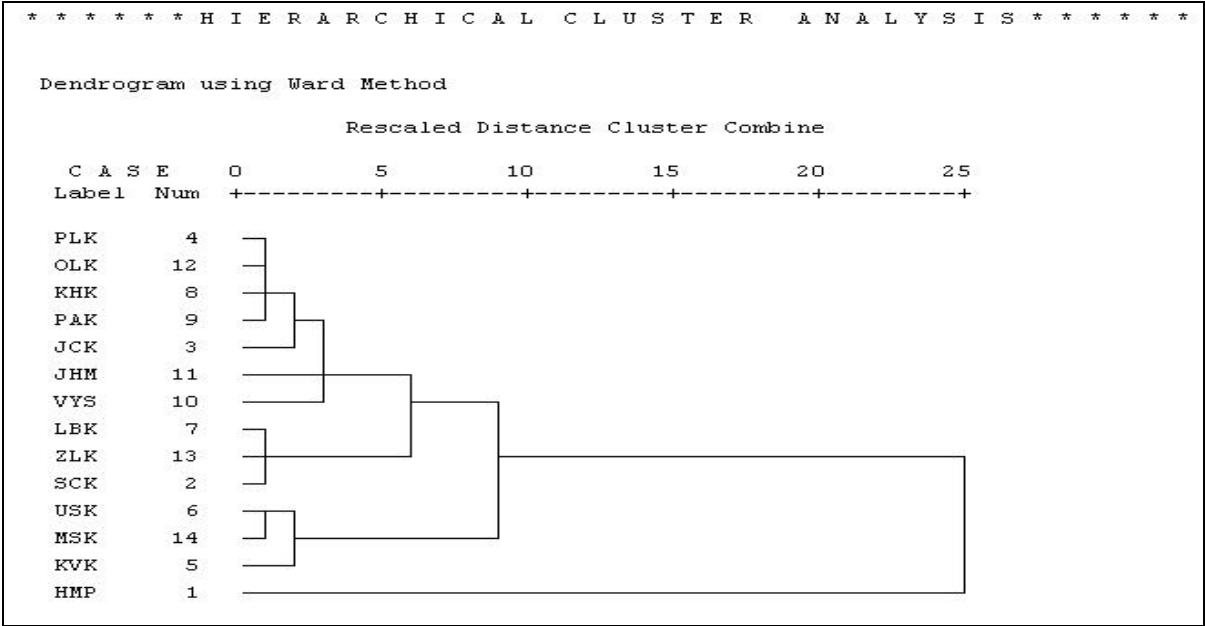 * * * * * * H I E R A R C H I C A L  C L U S T E R  A N A L Y S I S * * * * * *
Dendrogram using Ward Method
Rescaled Distance Cluster Combine
C A S E 0 5 10 15 20 25
Label Num +---------+---------+---------+---------+---------+
PLK 4
OLK 12
KHK 8
PAK 9
JCK 3
JHM 11
VYS 10
LBK 7
ZLK 13
SCK 2
USK 6
MSK 14
KVK 5
HMP 1